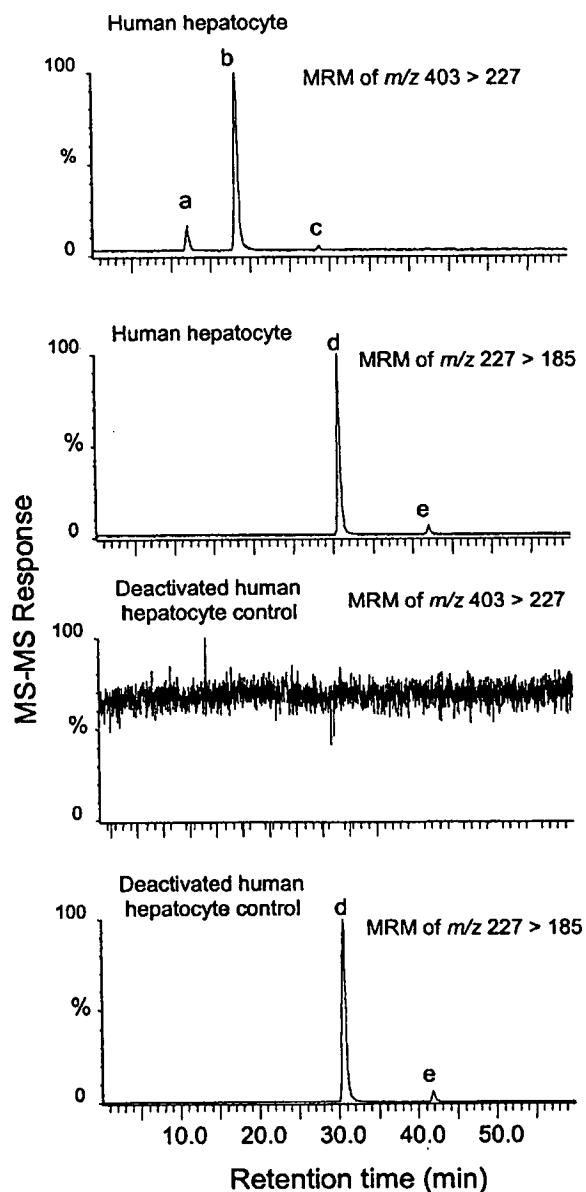 Human hepatocyte
b
100
MRM of m/z 403 > 227
%
a
c
0
Human hepatocyte
d
100
MRM of m/z 227 > 185
%
e
0
MS-MS Response
Deactivated human
hepatocyte control
MRM of m/z 403 > 227
100
%
0
Deactivated human
hepatocyte control
d
100
MRM of m/z 227 > 185
%
e
0
10.0 20.0 30.0 40.0 50.0
Retention time (min)